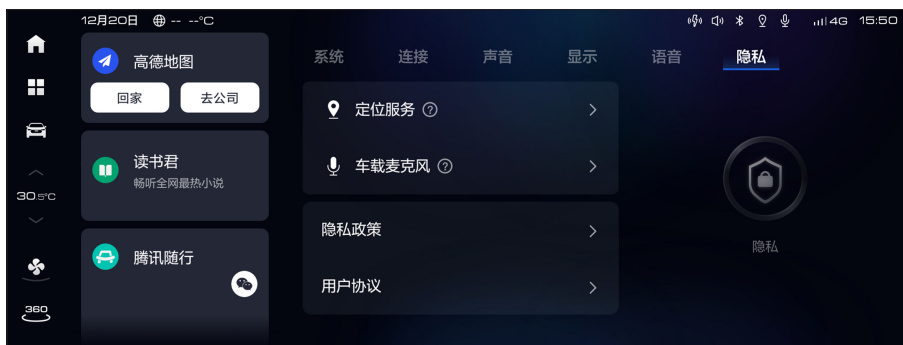 12月20日 -- --°C 4G 15:50
系统 连接 声音 显示 语音 隐私
高德地图
回家 去公司
读书君
畅听全网最热小说
腾讯随行
定位服务 ?
车载麦克风 ?
隐私政策
用户协议
隐私
30.5°C
360